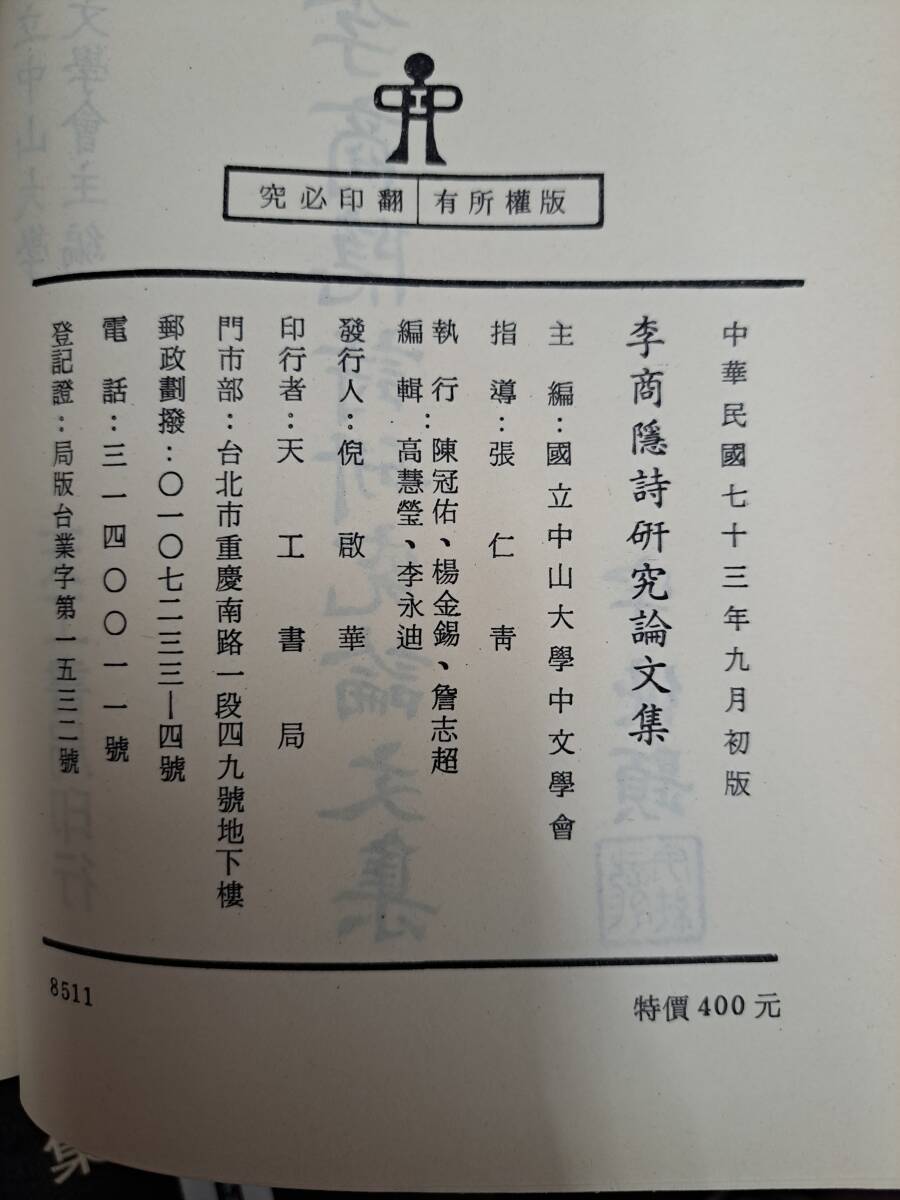 版權所有 翻印必究
中華民國七十三年九月初版
李商隱詩研究論文集
主編：國立中山大學中文學會
指導：張仁青
執行：陳冠佑、楊金錫、詹志超
編輯：高慧瑩、李永迪
發行人：倪啟華
印行者：天工書局
門市部：台北市重慶南路一段四九號地下樓
郵政劃撥：〇一〇七二三三—四號
電話：三一四〇〇一一號
登記證：局版台業字第一五三二號
特價400元
8511